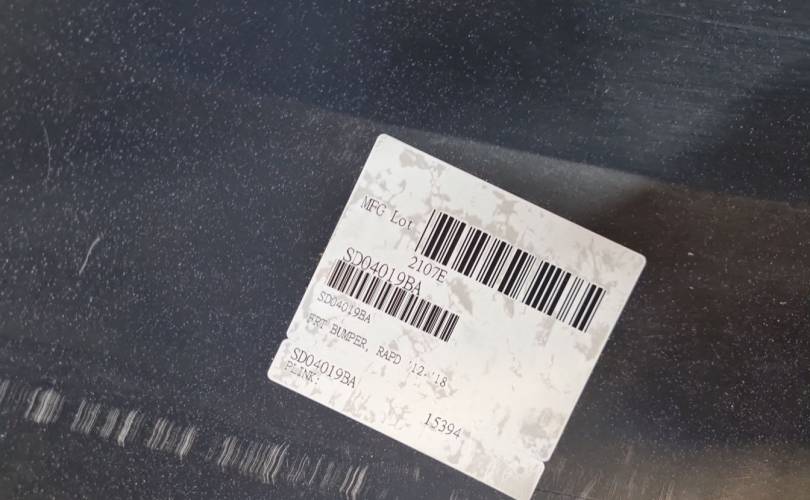 MFG Lot
2107E
SD04019BA
SD04019BA
FRT BUMPER, RAPD '12-'18
SD04019BA
PLINK:
15394